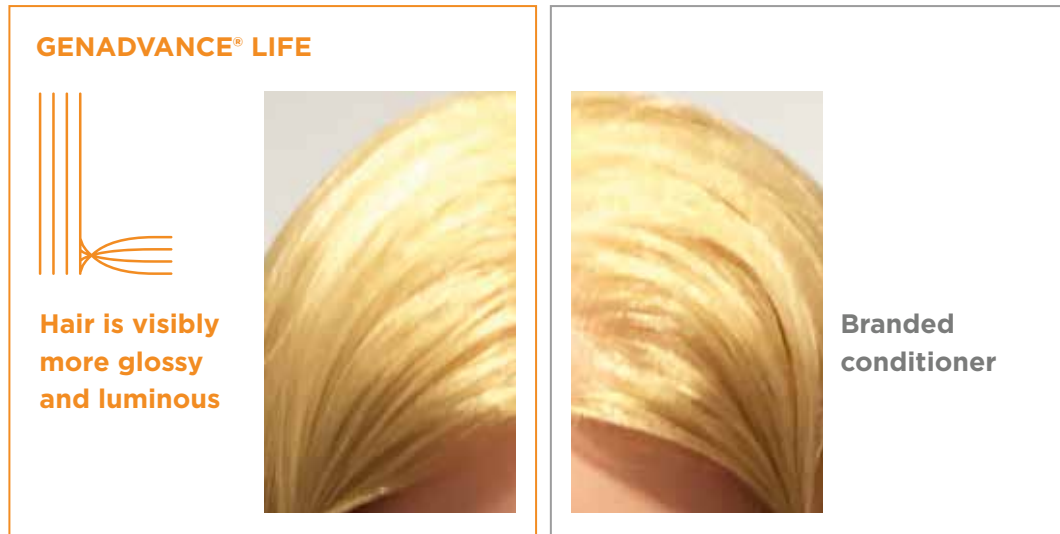 GENADVANCE® LIFE
Hair is visibly
more glossy
and luminous
Branded
conditioner